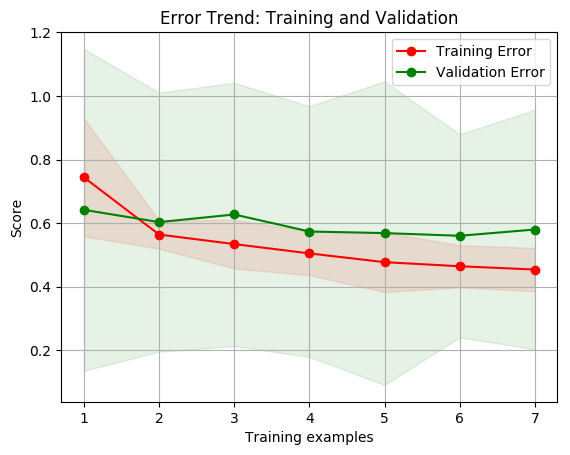 Error Trend: Training and Validation
Training Error
Validation Error
1.2
1.0
0.8
0.6
0.4
0.2
Score
1 2 3 4 5 6 7
Training examples